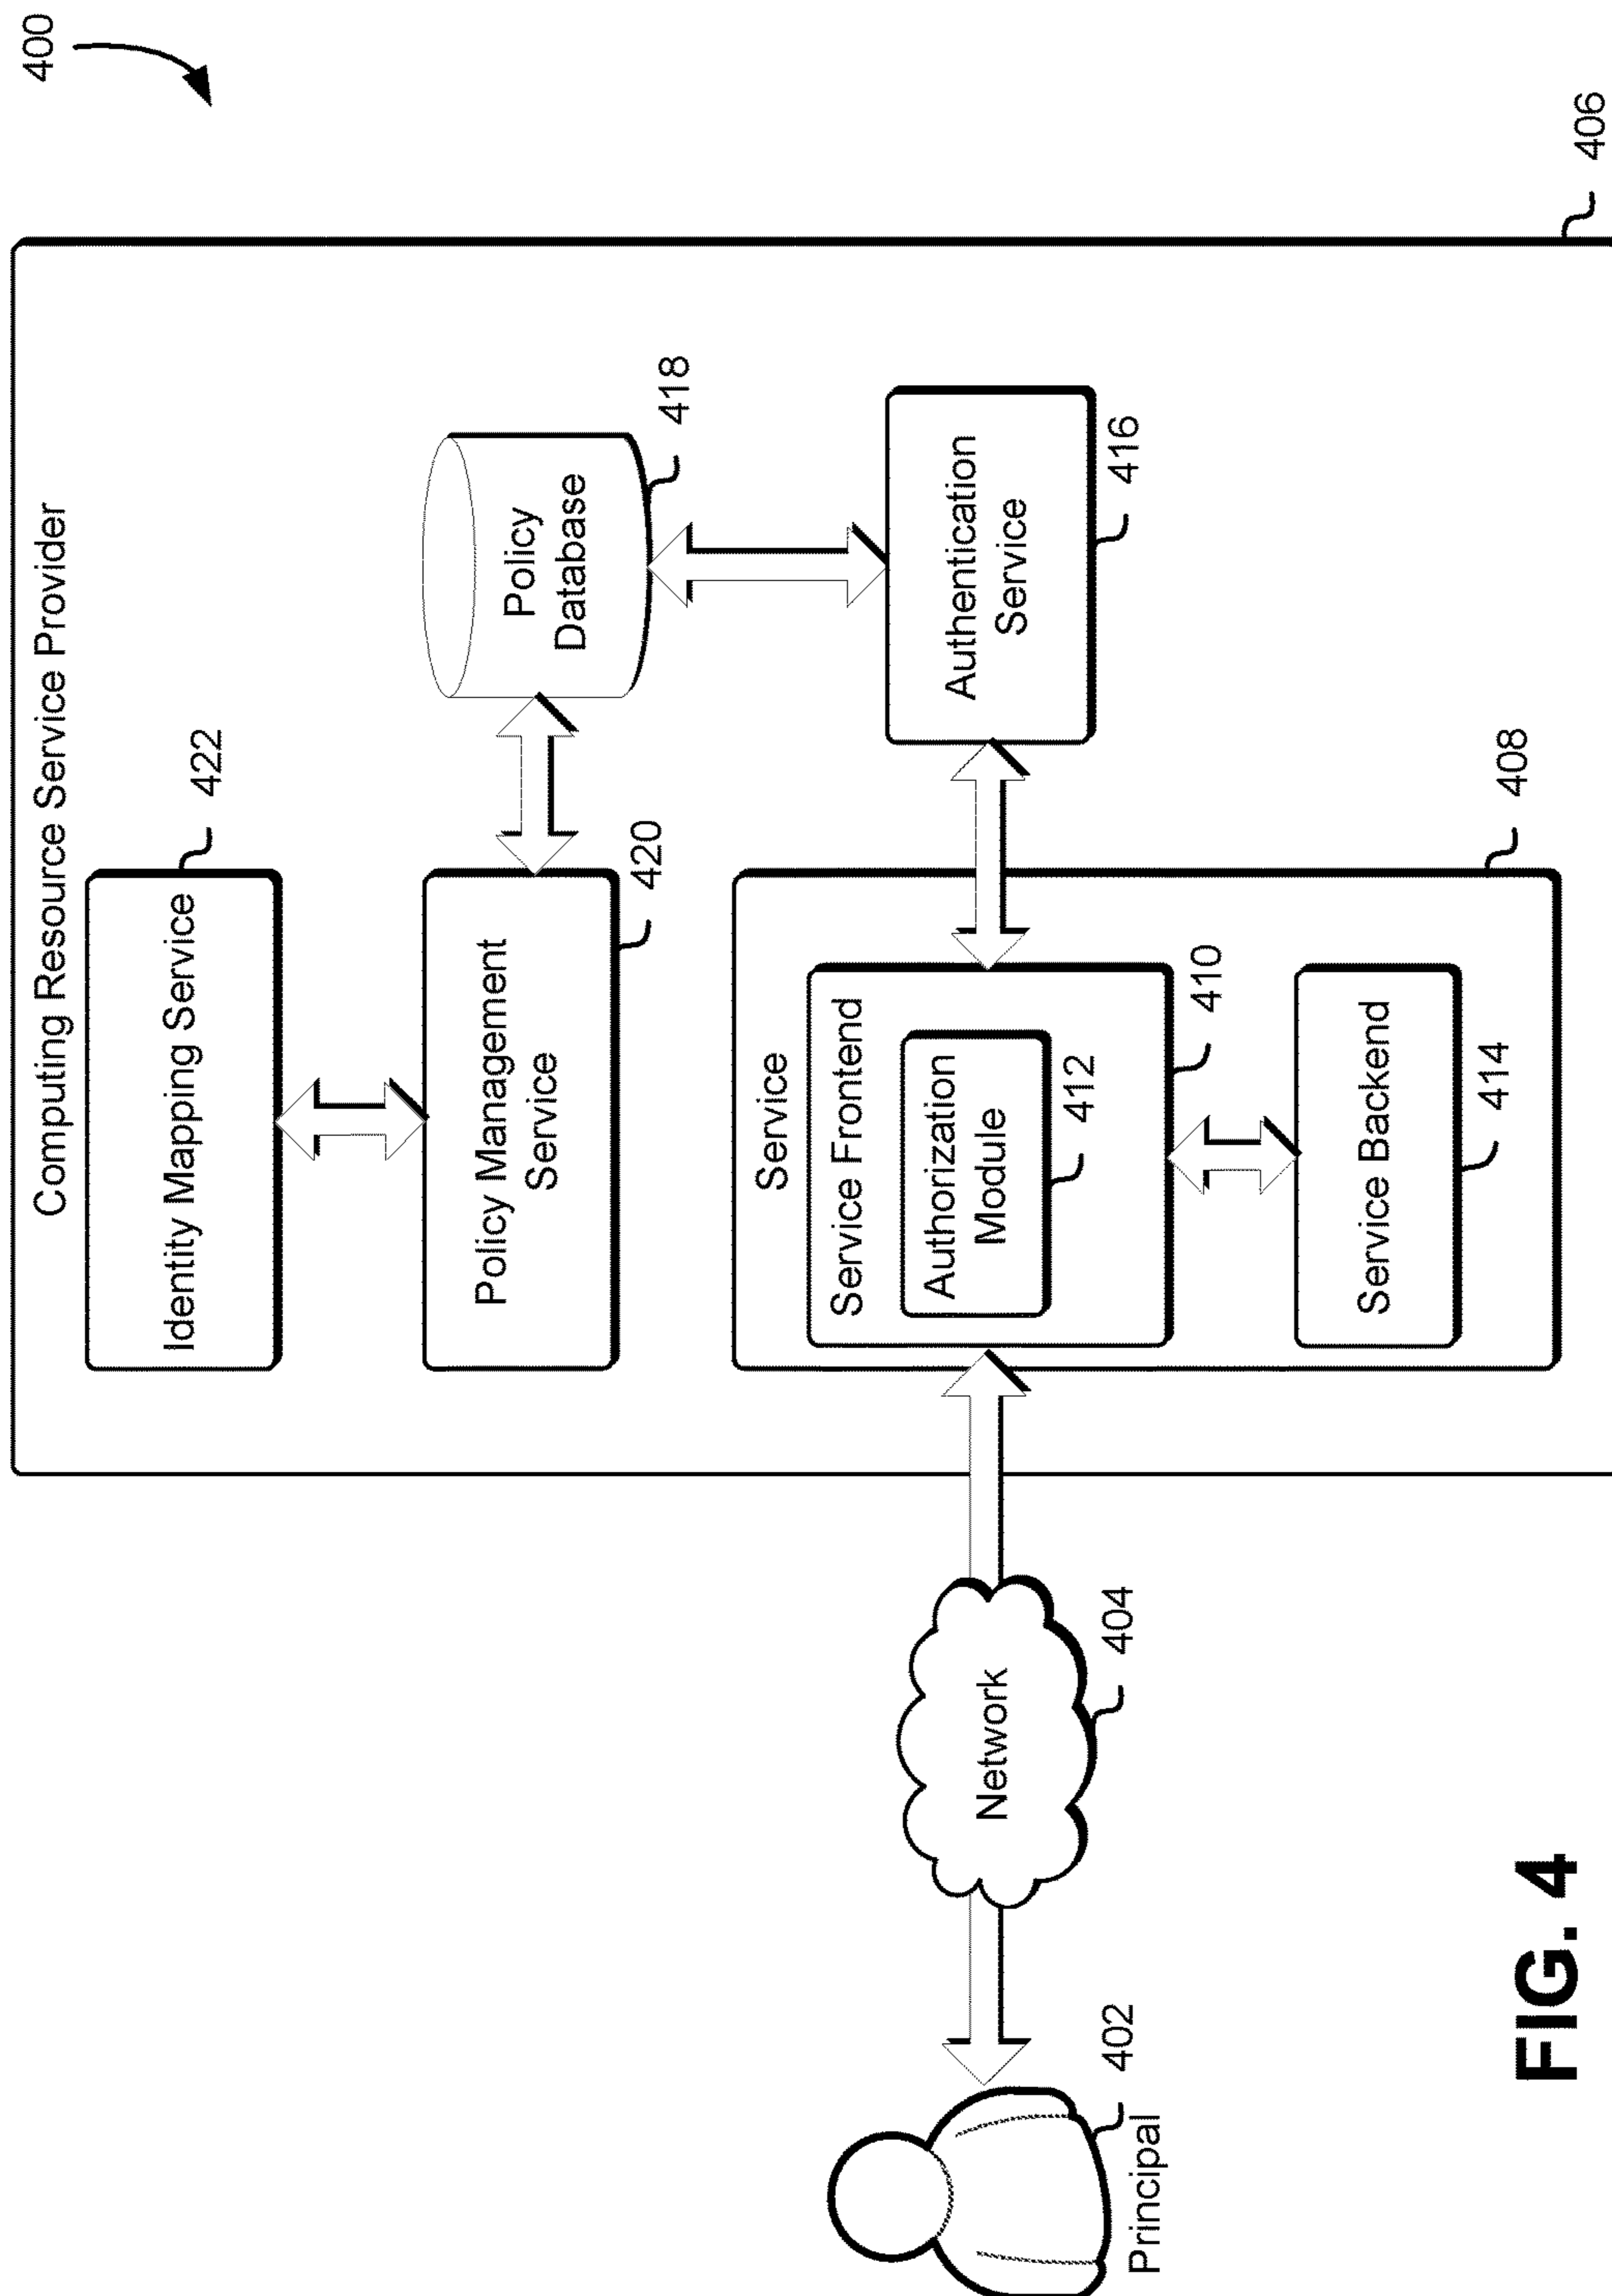 400
Computing Resource Service Provider
406
Identity Mapping Service
422
Policy Management
Service
420
Policy
Database
418
Service
408
Service Frontend
410
Authorization
Module
412
Service Backend
414
Authentication
Service
416
Network
404
402
Principal
FIG. 4